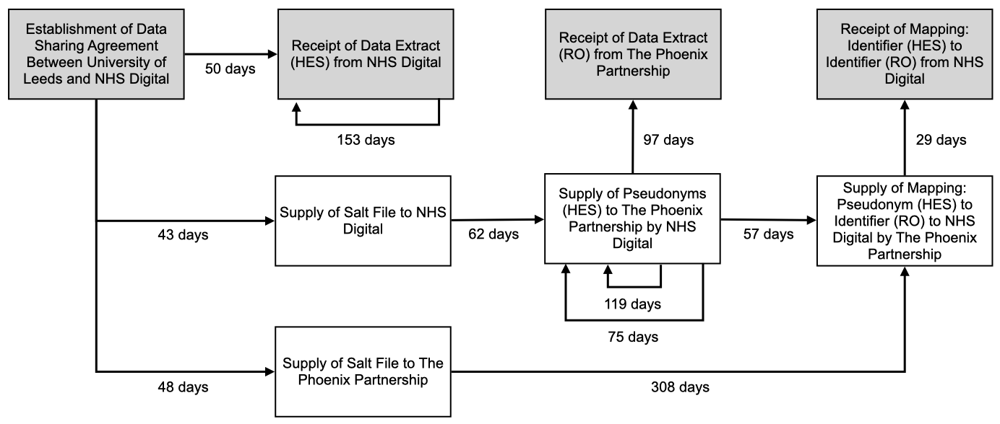 Establishment of Data
Sharing Agreement
Between University of
Leeds and NHS Digital
50 days
Receipt of Data Extract
(HES) from NHS Digital
153 days
Receipt of Data Extract
(RO) from The Phoenix
Partnership
Receipt of Mapping:
Identifier (HES) to
Identifier (RO) from NHS
Digital
97 days
29 days
43 days
Supply of Salt File to NHS
Digital
62 days
Supply of Pseudonyms
(HES) to The Phoenix
Partnership by NHS
Digital
57 days
Supply of Mapping:
Pseudonym (HES) to
Identifier (RO) to NHS
Digital by The Phoenix
Partnership
119 days
75 days
48 days
Supply of Salt File to The
Phoenix Partnership
308 days